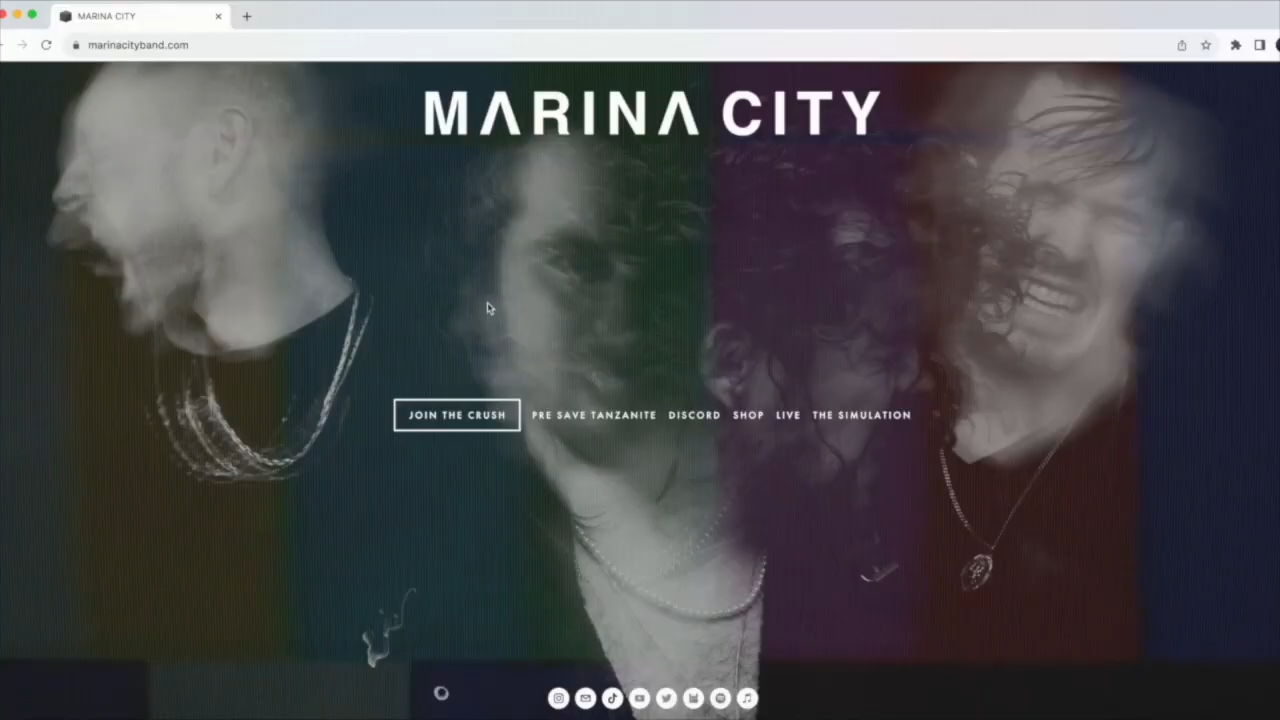 MARINA CITY
marinacityband.com
MARINA CITY
JOIN THE CRUSH PRE SAVE TANZANITE DISCORD SHOP LIVE THE SIMULATION